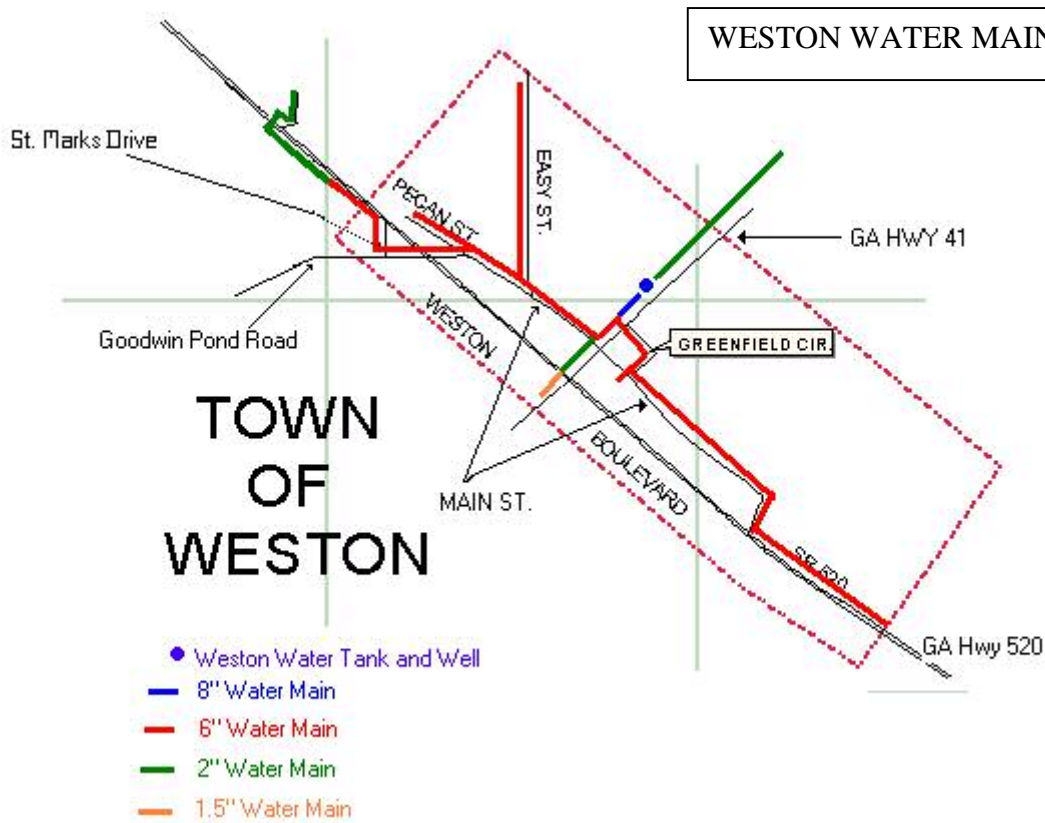 WESTON WATER MAIN
St. Marks Drive
PECAN ST.
EASY ST.
GA HWY 41
Goodwin Pond Road
WESTON
GREENFIELD CIR.
TOWN
OF
WESTON
BOULEVARD
MAIN ST.
SR 520
GA Hwy 520
Weston Water Tank and Well
8" Water Main
6" Water Main
2" Water Main
1.5" Water Main